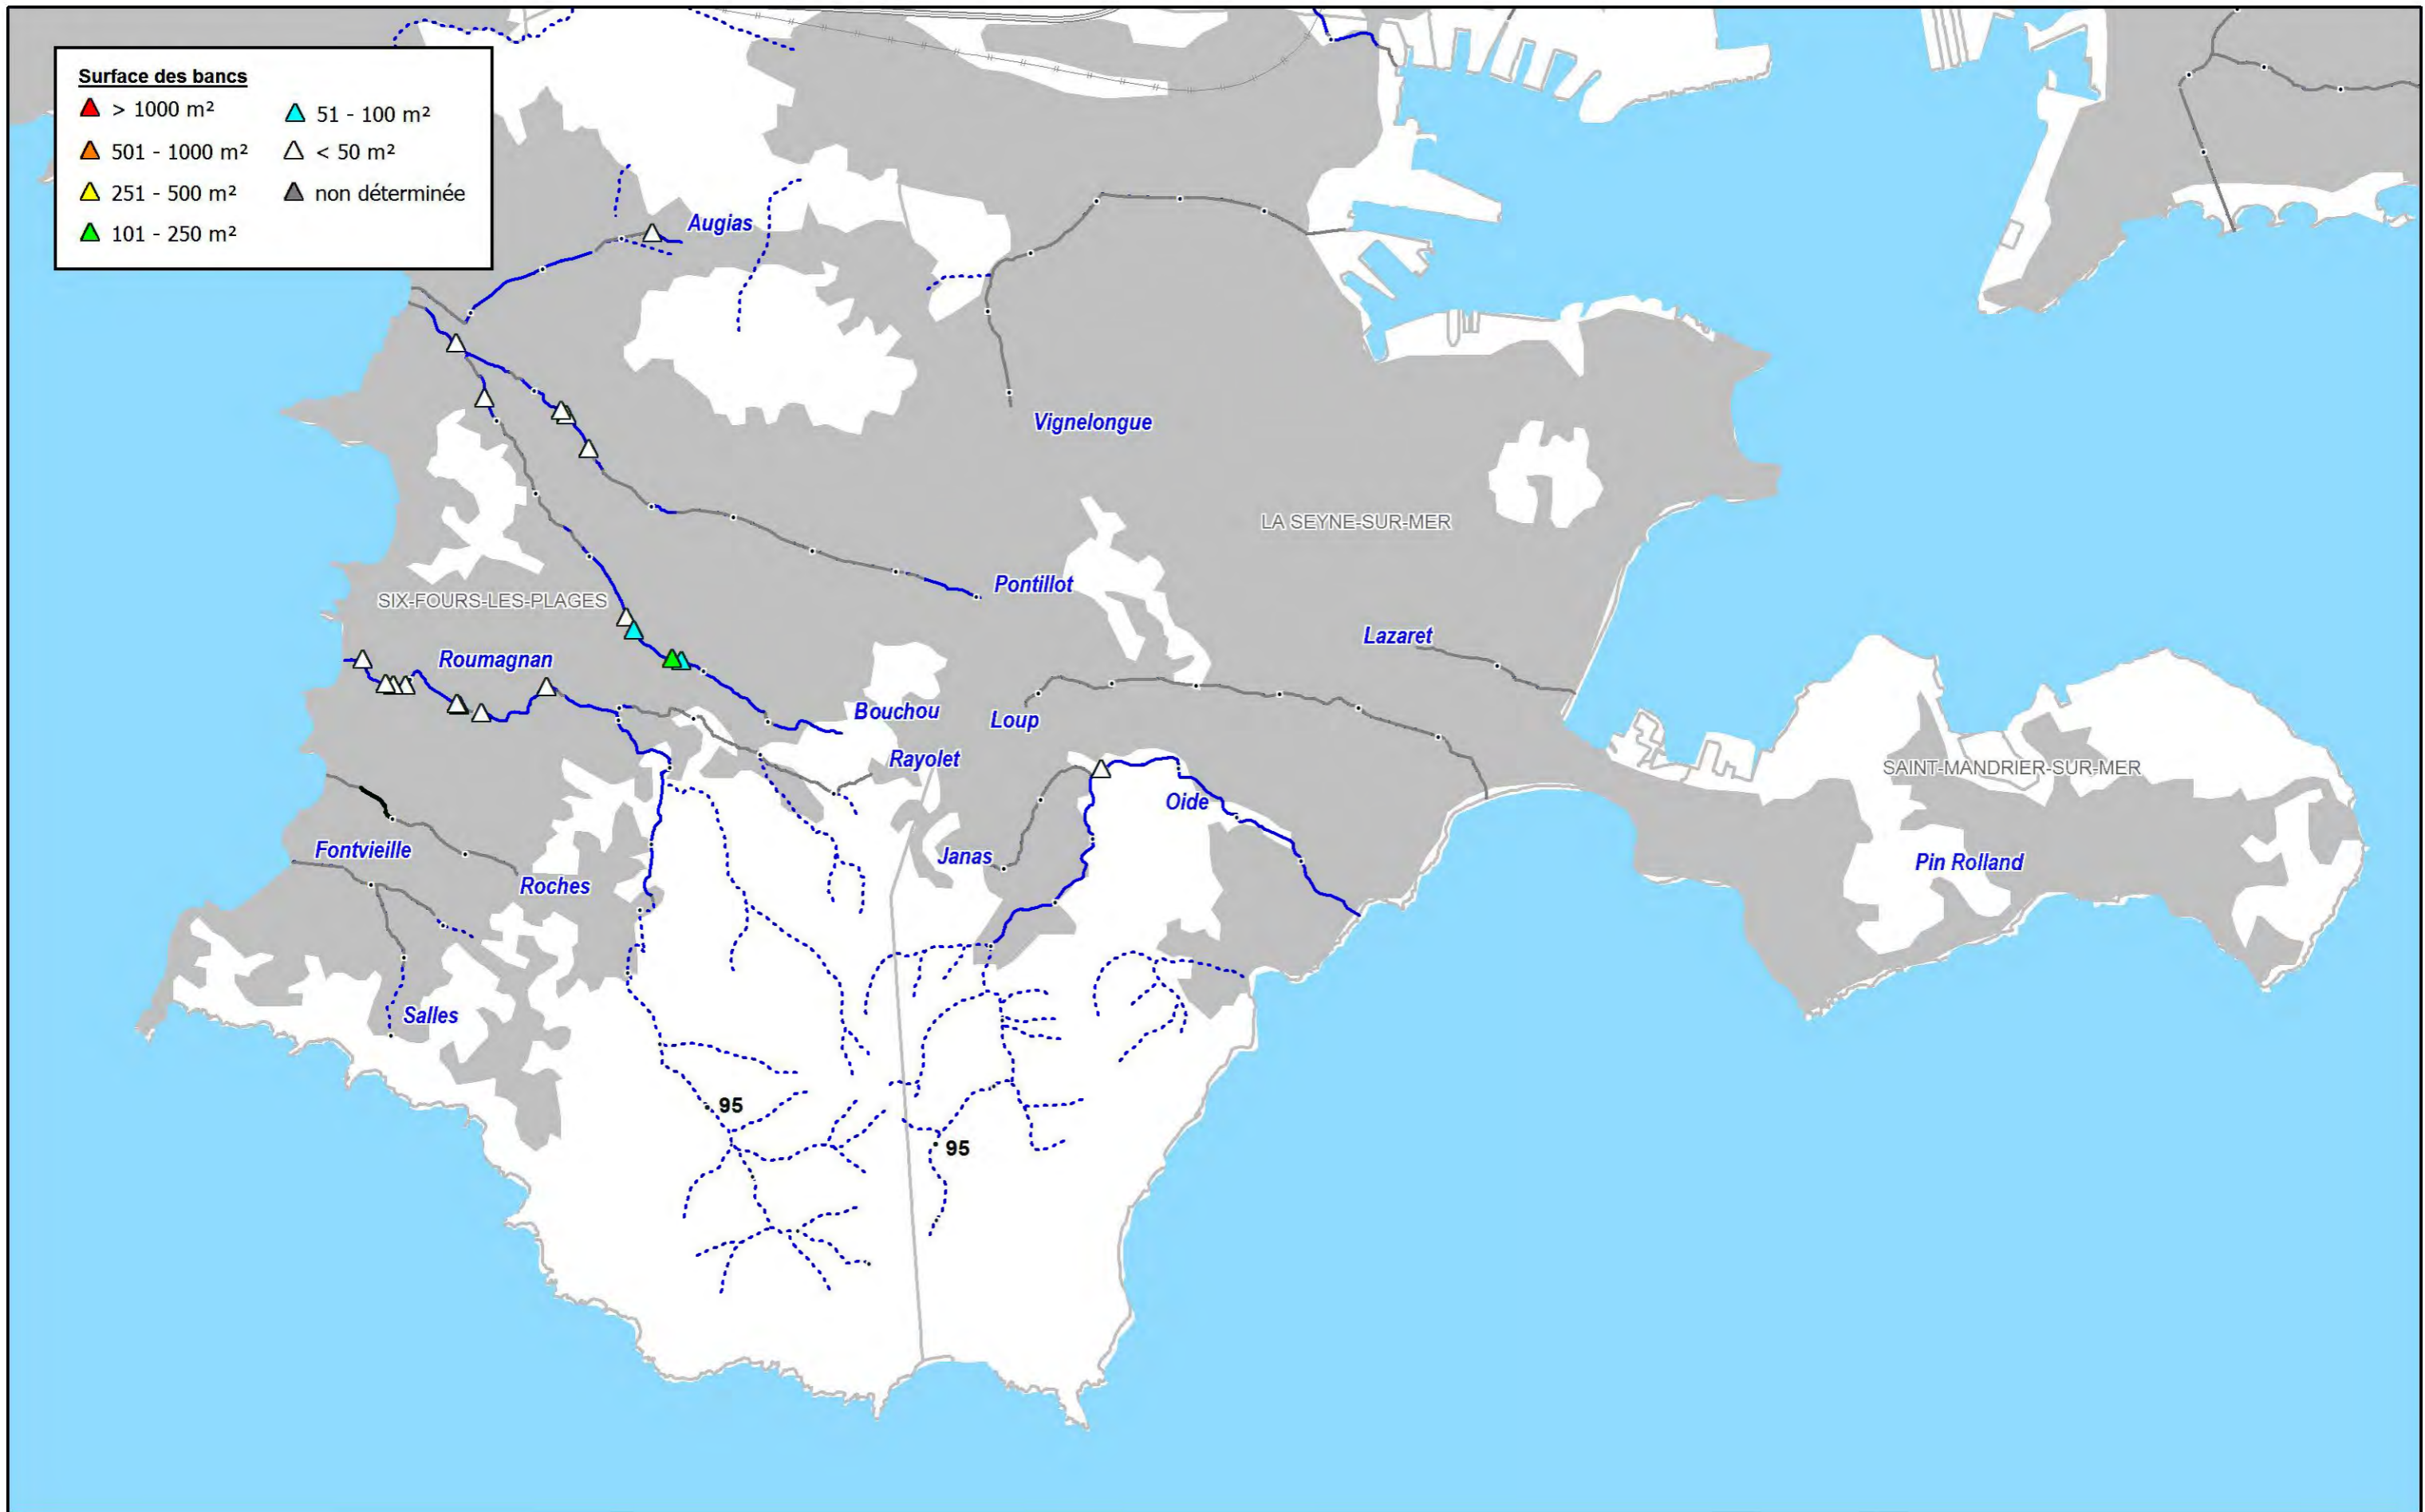 Surface des bancs
> 1000 m²
51 - 100 m²
501 - 1000 m²
< 50 m²
251 - 500 m²
non déterminée
101 - 250 m²
Augias
Vignelongue
LA SEYNE-SUR-MER
Pontillot
SIX-FOURS-LES-PLAGES
Lazaret
Roumagnan
Bouchou
Loup
Rayolet
SAINT-MANDRIER-SUR-MER
Oide
Fontvieille
Janas
Pin Rolland
Roches
Salles
95
95